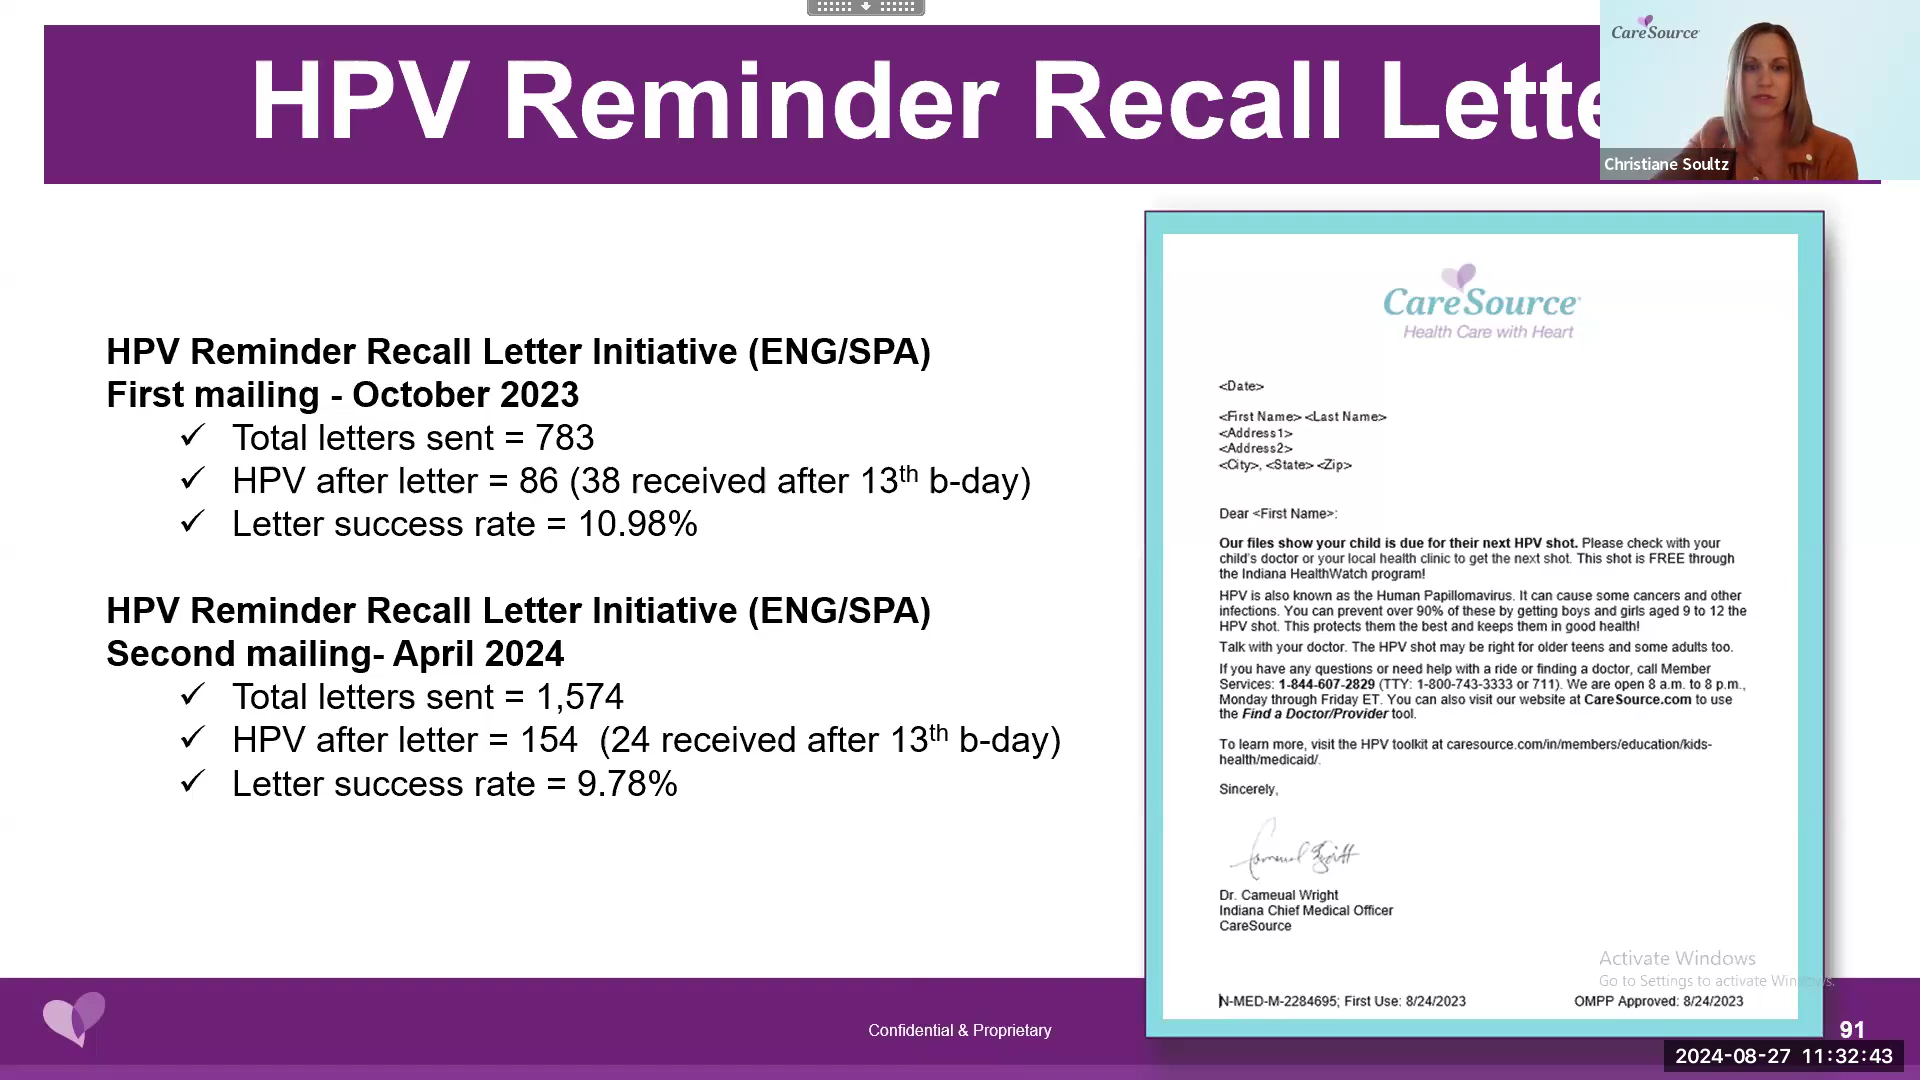 HPV Reminder Recall Lette
CareSource
Christiane Soultz
HPV Reminder Recall Letter Initiative (ENG/SPA)
First mailing - October 2023
✓ Total letters sent = 783
✓ HPV after letter = 86 (38 received after 13th b-day)
✓ Letter success rate = 10.98%
HPV Reminder Recall Letter Initiative (ENG/SPA)
Second mailing- April 2024
✓ Total letters sent = 1,574
✓ HPV after letter = 154 (24 received after 13th b-day)
✓ Letter success rate = 9.78%
CareSource
Health Care with Heart
<Date>
<First Name> <Last Name>
<Address1>
<Address2>
<City>, <State> <Zip>
Dear <First Name>:
Our files show your child is due for their next HPV shot. Please check with your
child's doctor or your local health clinic to get the next shot. This shot is FREE through
the Indiana HealthWatch program!
HPV is also known as the Human Papillomavirus. It can cause some cancers and other
infections. You can prevent over 90% of these by getting boys and girls aged 9 to 12 the
HPV shot. This protects them the best and keeps them in good health!
Talk with your doctor. The HPV shot may be right for older teens and some adults too.
If you have any questions or need help with a ride or finding a doctor, call Member
Services: 1-844-607-2829 (TTY: 1-800-743-3333 or 711). We are open 8 a.m. to 8 p.m.,
Monday through Friday ET. You can also visit our website at CareSource.com to use
the Find a Doctor/Provider tool.
To learn more, visit the HPV toolkit at caresource.com/in/members/education/kids-
health/medicaid/.
Sincerely,
Dr. Cameual Wright
Indiana Chief Medical Officer
CareSource
Activate Windows
Go to Settings to activate Windows.
N-MED-M-2284695; First Use: 8/24/2023
OMPP Approved: 8/24/2023
Confidential & Proprietary
91
2024-08-27 11:32:43